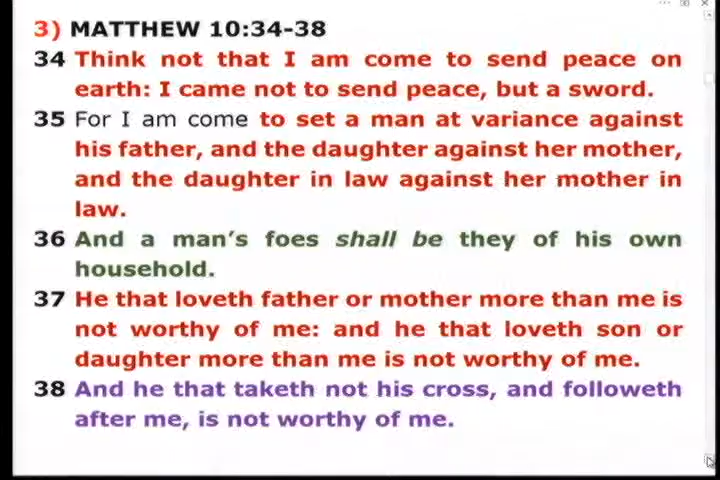 3) MATTHEW 10:34-38
34 Think not that I am come to send peace on
earth: I came not to send peace, but a sword.
35 For I am come to set a man at variance against
his father, and the daughter against her mother,
and the daughter in law against her mother in
law.
36 And a man's foes shall be they of his own
household.
37 He that loveth father or mother more than me is
not worthy of me: and he that loveth son or
daughter more than me is not worthy of me.
38 And he that taketh not his cross, and followeth
after me, is not worthy of me.